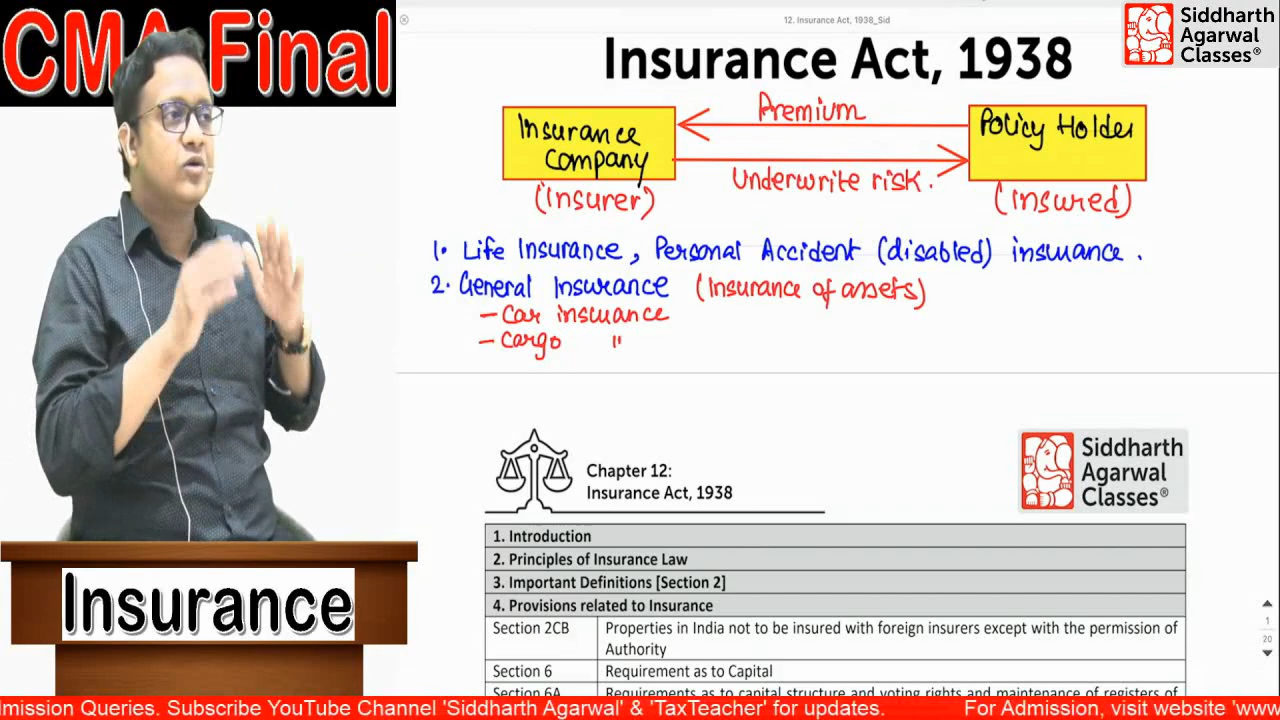 CMA Final
12. Insurance Act, 1938_Sid
Siddharth
Agarwal
Classes®
Insurance Act, 1938
Insurance
company
(insurer)
Premium
Underwrite risk.
Policy Holder
(insured)
1. Life Insurance, Personal Accident (disabled) insurance.
2. General Insurance (Insurance of assets)
– Car insurance
– Cargo "
Chapter 12:
Insurance Act, 1938
Siddharth
Agarwal
Classes®
1. Introduction
2. Principles of Insurance Law
3. Important Definitions [Section 2]
4. Provisions related to Insurance
Section 2CB Properties in India not to be insured with foreign insurers except with the permission of
Authority
Section 6 Requirement as to Capital
Section 6A Requirements as to capital structure and voting rights and maintenance of registers of
1
20
Insurance
mission Queries. Subscribe YouTube Channel 'Siddharth Agarwal' & 'TaxTeacher' for updates. For Admission, visit website 'www